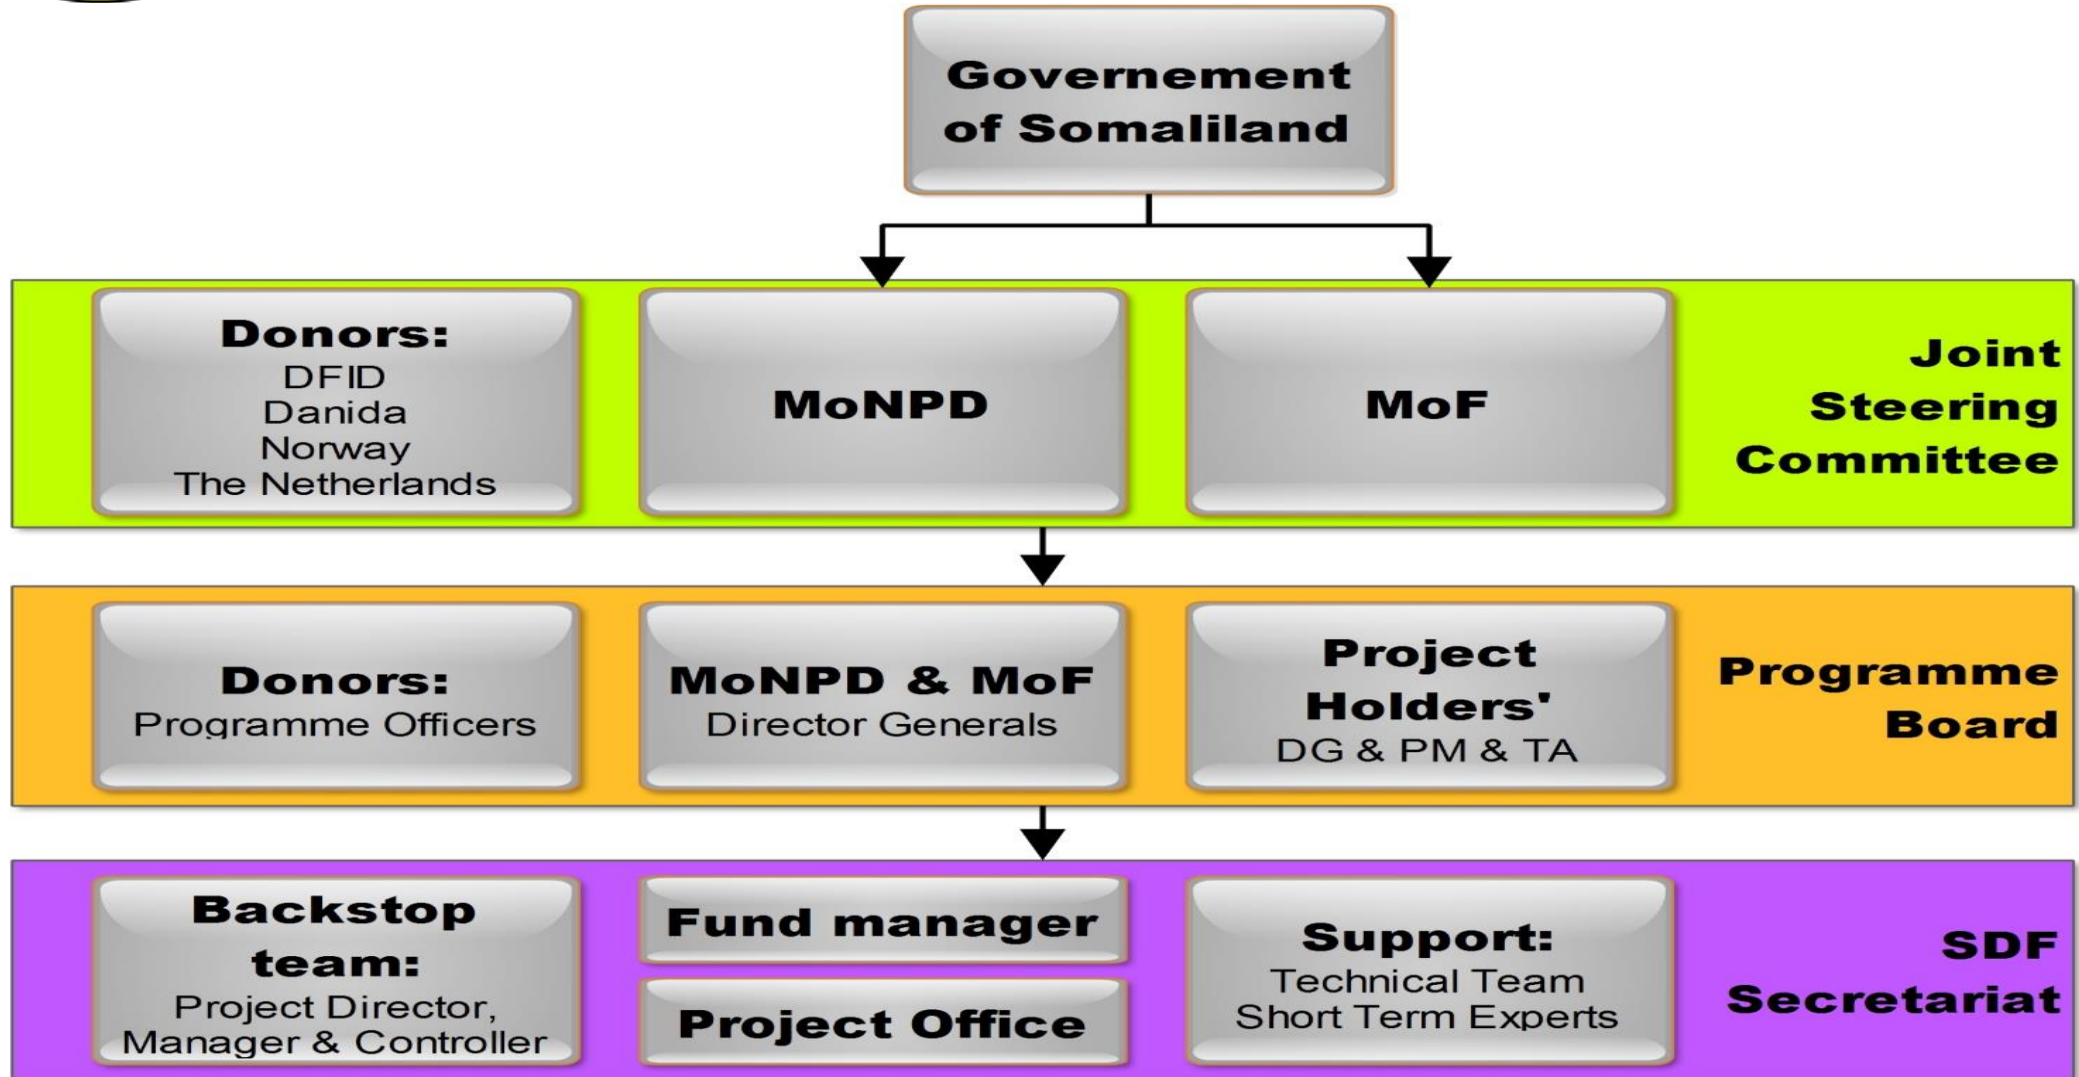 Governement
of Somaliland
Donors:
DFID
Danida
Norway
The Netherlands
MoNPD
MoF
Joint
Steering
Committee
Donors:
Programme Officers
MoNPD & MoF
Director Generals
Project
Holders'
DG & PM & TA
Programme
Board
Backstop
team:
Project Director,
Manager & Controller
Fund manager
Project Office
Support:
Technical Team
Short Term Experts
SDF
Secretariat